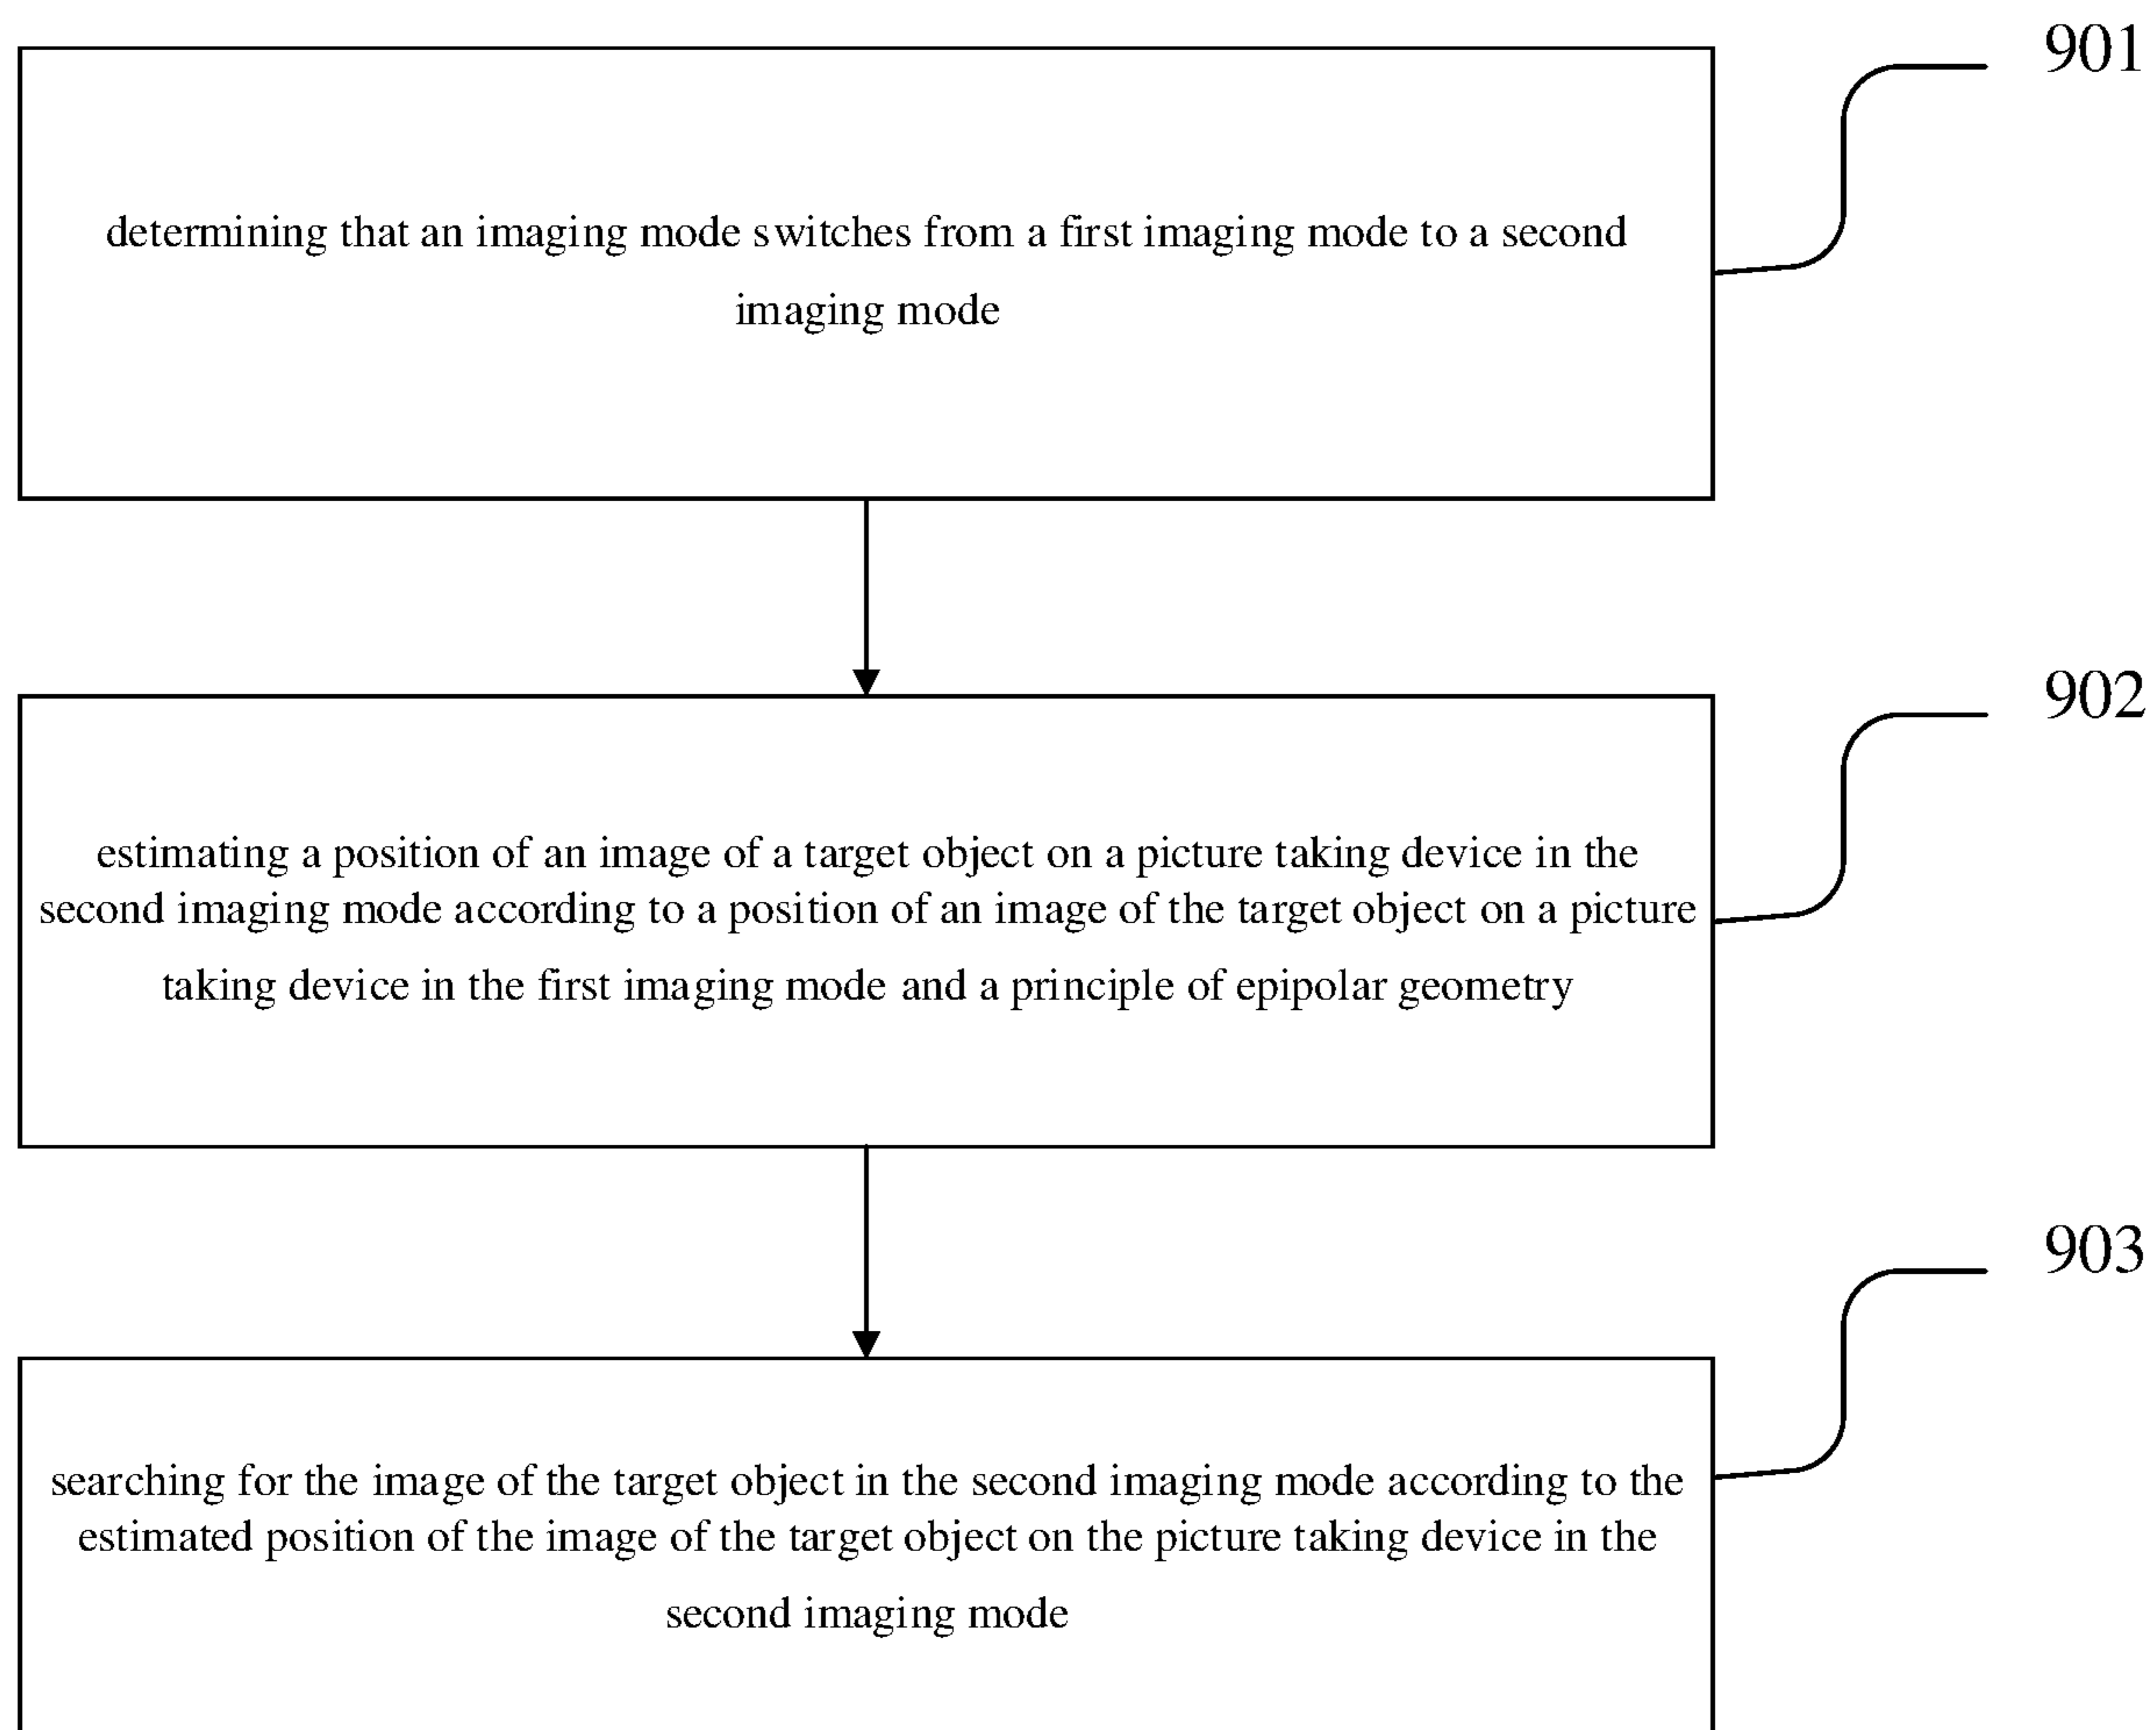 901
determining that an imaging mode switches from a first imaging mode to a second
imaging mode
902
estimating a position of an image of a target object on a picture taking device in the
second imaging mode according to a position of an image of the target object on a picture
taking device in the first imaging mode and a principle of epipolar geometry
903
searching for the image of the target object in the second imaging mode according to the
estimated position of the image of the target object on the picture taking device in the
second imaging mode